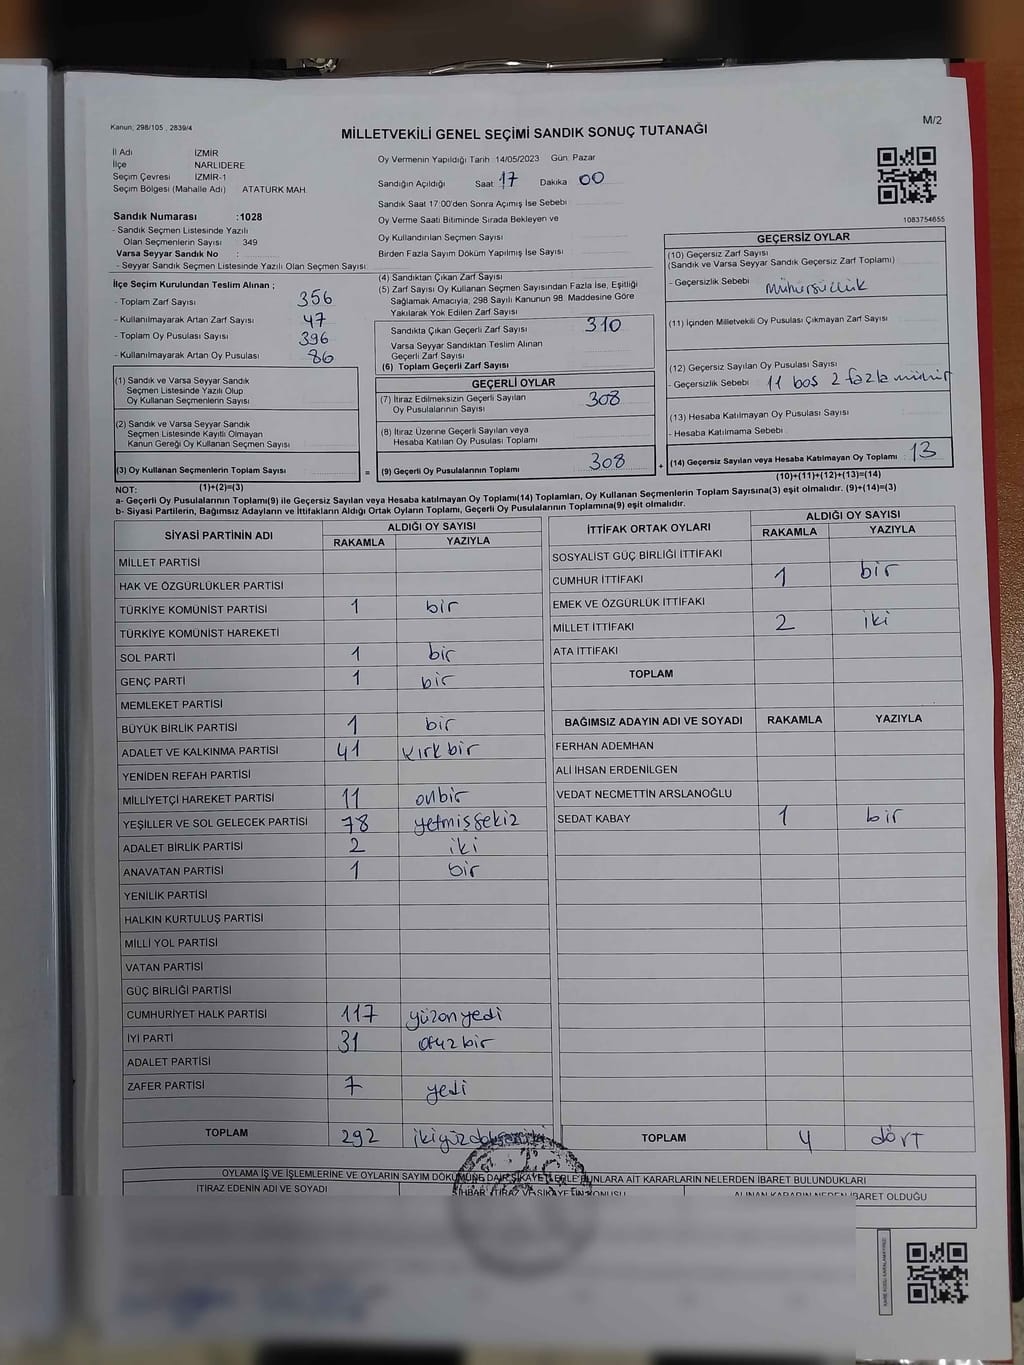 Kanun; 298/105 , 2839/4
M/2
MİLLETVEKİLİ GENEL SEÇİMİ SANDIK SONUÇ TUTANAĞI
İl Adı İZMİR
İlçe NARLIDERE
Seçim Çevresi İZMİR-1
Seçim Bölgesi (Mahalle Adı) ATATÜRK MAH.
Oy Vermenin Yapıldığı Tarih 14/05/2023 Gün: Pazar
Sandığın Açıldığı Saat 17 Dakika 00
Sandık Saat 17:00'den Sonra Açımış İse Sebebi
Oy Verme Saati Bitiminde Sırada Bekleyen ve
Oy Kullandırılan Seçmen Sayısı
Birden Fazla Sayım Döküm Yapılmış İse Sayısı
1083754655
Sandık Numarası :1028
- Sandık Seçmen Listesinde Yazılı
Olan Seçmenlerin Sayısı 349
Varsa Seyyar Sandık No :
- Seyyar Sandık Seçmen Listesinde Yazılı Olan Seçmen Sayısı
İlçe Seçim Kurulundan Teslim Alınan ;
- Toplam Zarf Sayısı 356
- Kullanılmayarak Artan Zarf Sayısı 47
- Toplam Oy Pusulası Sayısı 396
- Kullanılmayarak Artan Oy Pusulası 86
(1) Sandık ve Varsa Seyyar Sandık
Seçmen Listesinde Yazılı Olup
Oy Kullanan Seçmenlerin Sayısı
(2) Sandık ve Varsa Seyyar Sandık
Seçmen Listesinde Kayıtlı Olmayan
Kanun Gereği Oy Kullanan Seçmen Sayısı
(3) Oy Kullanan Seçmenlerin Toplam Sayısı
(1)+(2)=(3)
(4) Sandıktan Çıkan Zarf Sayısı
(5) Zarf Sayısı Oy Kullanan Seçmen Sayısından Fazla İse, Eşitliği
Sağlamak Amacıyla, 298 Sayılı Kanunun 98. Maddesine Göre
Yakılarak Yok Edilen Zarf Sayısı
Sandıkta Çıkan Geçerli Zarf Sayısı 310
Varsa Seyyar Sandıktan Teslim Alınan
Geçerli Zarf Sayısı
(6) Toplam Geçerli Zarf Sayısı
GEÇERLİ OYLAR
(7) İtiraz Edilmeksizin Geçerli Sayılan
Oy Pusulalarının Sayısı 308
(8) İtiraz Üzerine Geçerli Sayılan veya
Hesaba Katılan Oy Pusulası Toplamı
= (9) Geçerli Oy Pusulalarının Toplamı 308
GEÇERSİZ OYLAR
(10) Geçersiz Zarf Sayısı
(Sandık ve Varsa Seyyar Sandık Geçersiz Zarf Toplamı)
- Geçersizlik Sebebi mühürsüzlük
(11) İçinden Milletvekili Oy Pusulası Çıkmayan Zarf Sayısı
(12) Geçersiz Sayılan Oy Pusulası Sayısı
- Geçersizlik Sebebi 11 boş 2 fazla mühür
(13) Hesaba Katılmayan Oy Pusulası Sayısı
- Hesaba Katılmama Sebebi
+ (14) Geçersiz Sayılan veya Hesaba Katılmayan Oy Toplamı 13
(10)+(11)+(12)+(13)=(14)
NOT:
a- Geçerli Oy Pusulalarının Toplamı(9) ile Geçersiz Sayılan veya Hesaba katılmayan Oy Toplamı(14) Toplamları, Oy Kullanan Seçmenlerin Toplam Sayısına(3) eşit olmalıdır. (9)+(14)=(3)
b- Siyasi Partilerin, Bağımsız Adayların ve İttifakların Aldığı Ortak Oyların Toplamı, Geçerli Oy Pusulalarının Toplamına(9) eşit olmalıdır.
SİYASİ PARTİNİN ADI ALDIĞI OY SAYISI
RAKAMLA YAZIYLA
MİLLET PARTİSİ
HAK VE ÖZGÜRLÜKLER PARTİSİ
TÜRKİYE KOMÜNİST PARTİSİ 1 bir
TÜRKİYE KOMÜNİST HAREKETİ
SOL PARTİ 1 bir
GENÇ PARTİ 1 bir
MEMLEKET PARTİSİ
BÜYÜK BİRLİK PARTİSİ 1 bir
ADALET VE KALKINMA PARTİSİ 41 kırkbir
YENİDEN REFAH PARTİSİ
MİLLİYETÇİ HAREKET PARTİSİ 11 onbir
YEŞİLLER VE SOL GELECEK PARTİSİ 78 yetmişsekiz
ADALET BİRLİK PARTİSİ 2 iki
ANAVATAN PARTİSİ 1 bir
YENİLİK PARTİSİ
HALKIN KURTULUŞ PARTİSİ
MİLLİ YOL PARTİSİ
VATAN PARTİSİ
GÜÇ BİRLİĞİ PARTİSİ
CUMHURİYET HALK PARTİSİ 117 yüzonyedi
İYİ PARTİ 31 otuzbir
ADALET PARTİSİ
ZAFER PARTİSİ 7 yedi
TOPLAM 292
İTTİFAK ORTAK OYLARI ALDIĞI OY SAYISI
RAKAMLA YAZIYLA
SOSYALİST GÜÇ BİRLİĞİ İTTİFAKI
CUMHUR İTTİFAKI 1 bir
EMEK VE ÖZGÜRLÜK İTTİFAKI
MİLLET İTTİFAKI 2 iki
ATA İTTİFAKI
TOPLAM
BAĞIMSIZ ADAYIN ADI VE SOYADI RAKAMLA YAZIYLA
FERHAN ADEMHAN
ALİ İHSAN ERDENİLGEN
VEDAT NECMETTİN ARSLANOĞLU
SEDAT KABAY 1 bir
TOPLAM 4 dört
OYLAMA İŞ VE İŞLEMLERİNE VE OYLARIN SAYIM DÖKÜMÜNE DAİR ŞİKAYETLERLE BUNLARA AİT KARARLARIN NELERDEN İBARET BULUNDUKLARI
İTİRAZ EDENİN ADI VE SOYADI
İHBAR, İTİRAZ VE ŞİKAYETİN KONUSU
ALINAN KARARIN NEDEN İBARET OLDUĞU